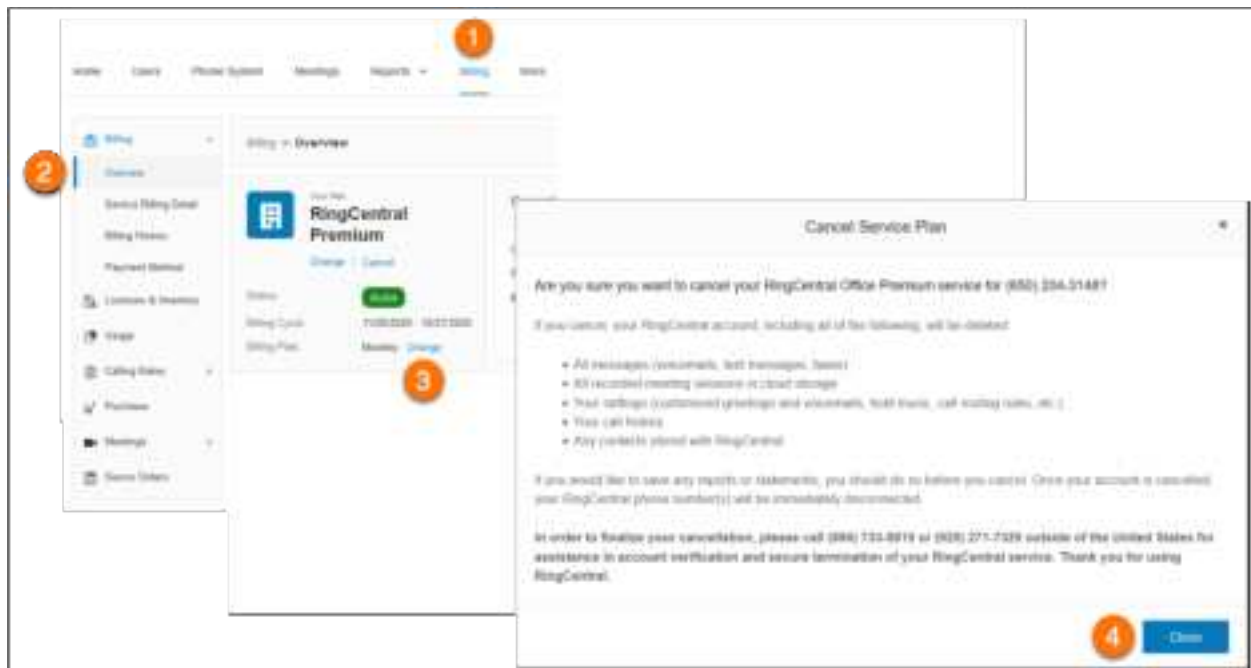 1
Home Users Phone System Meetings Reports Billing More
Billing
Billing > Overview
2
Overview
Service Billing Detail
Billing History
Payment Method
Licenses & Inventory
Usage
Calling Rates
Purchase
Meetings
Your Plan
RingCentral
Premium
Change | Cancel
Status
Active
Billing Cycle
Billing Plan Monthly Change
3
Cancel Service Plan
Are you sure you want to cancel your RingCentral Office Premium service for
If you cancel, your RingCentral account, including all of the following, will be deleted:
• All messages (voicemails, text messages, faxes)
• All recorded meeting sessions in cloud storage
• Your settings (customized greetings and voicemails, hold music, call routing rules, etc.)
• Your call history
• Any contacts stored with RingCentral
If you would like to save any reports or statements, you should do so before you cancel. Once your account is cancelled,
your RingCentral phone number(s) will be immediately disconnected.
In order to finalize your cancellation, please call outside of the United States for
assistance in account verification and secure termination of your RingCentral service. Thank you for using
RingCentral.
4
Close